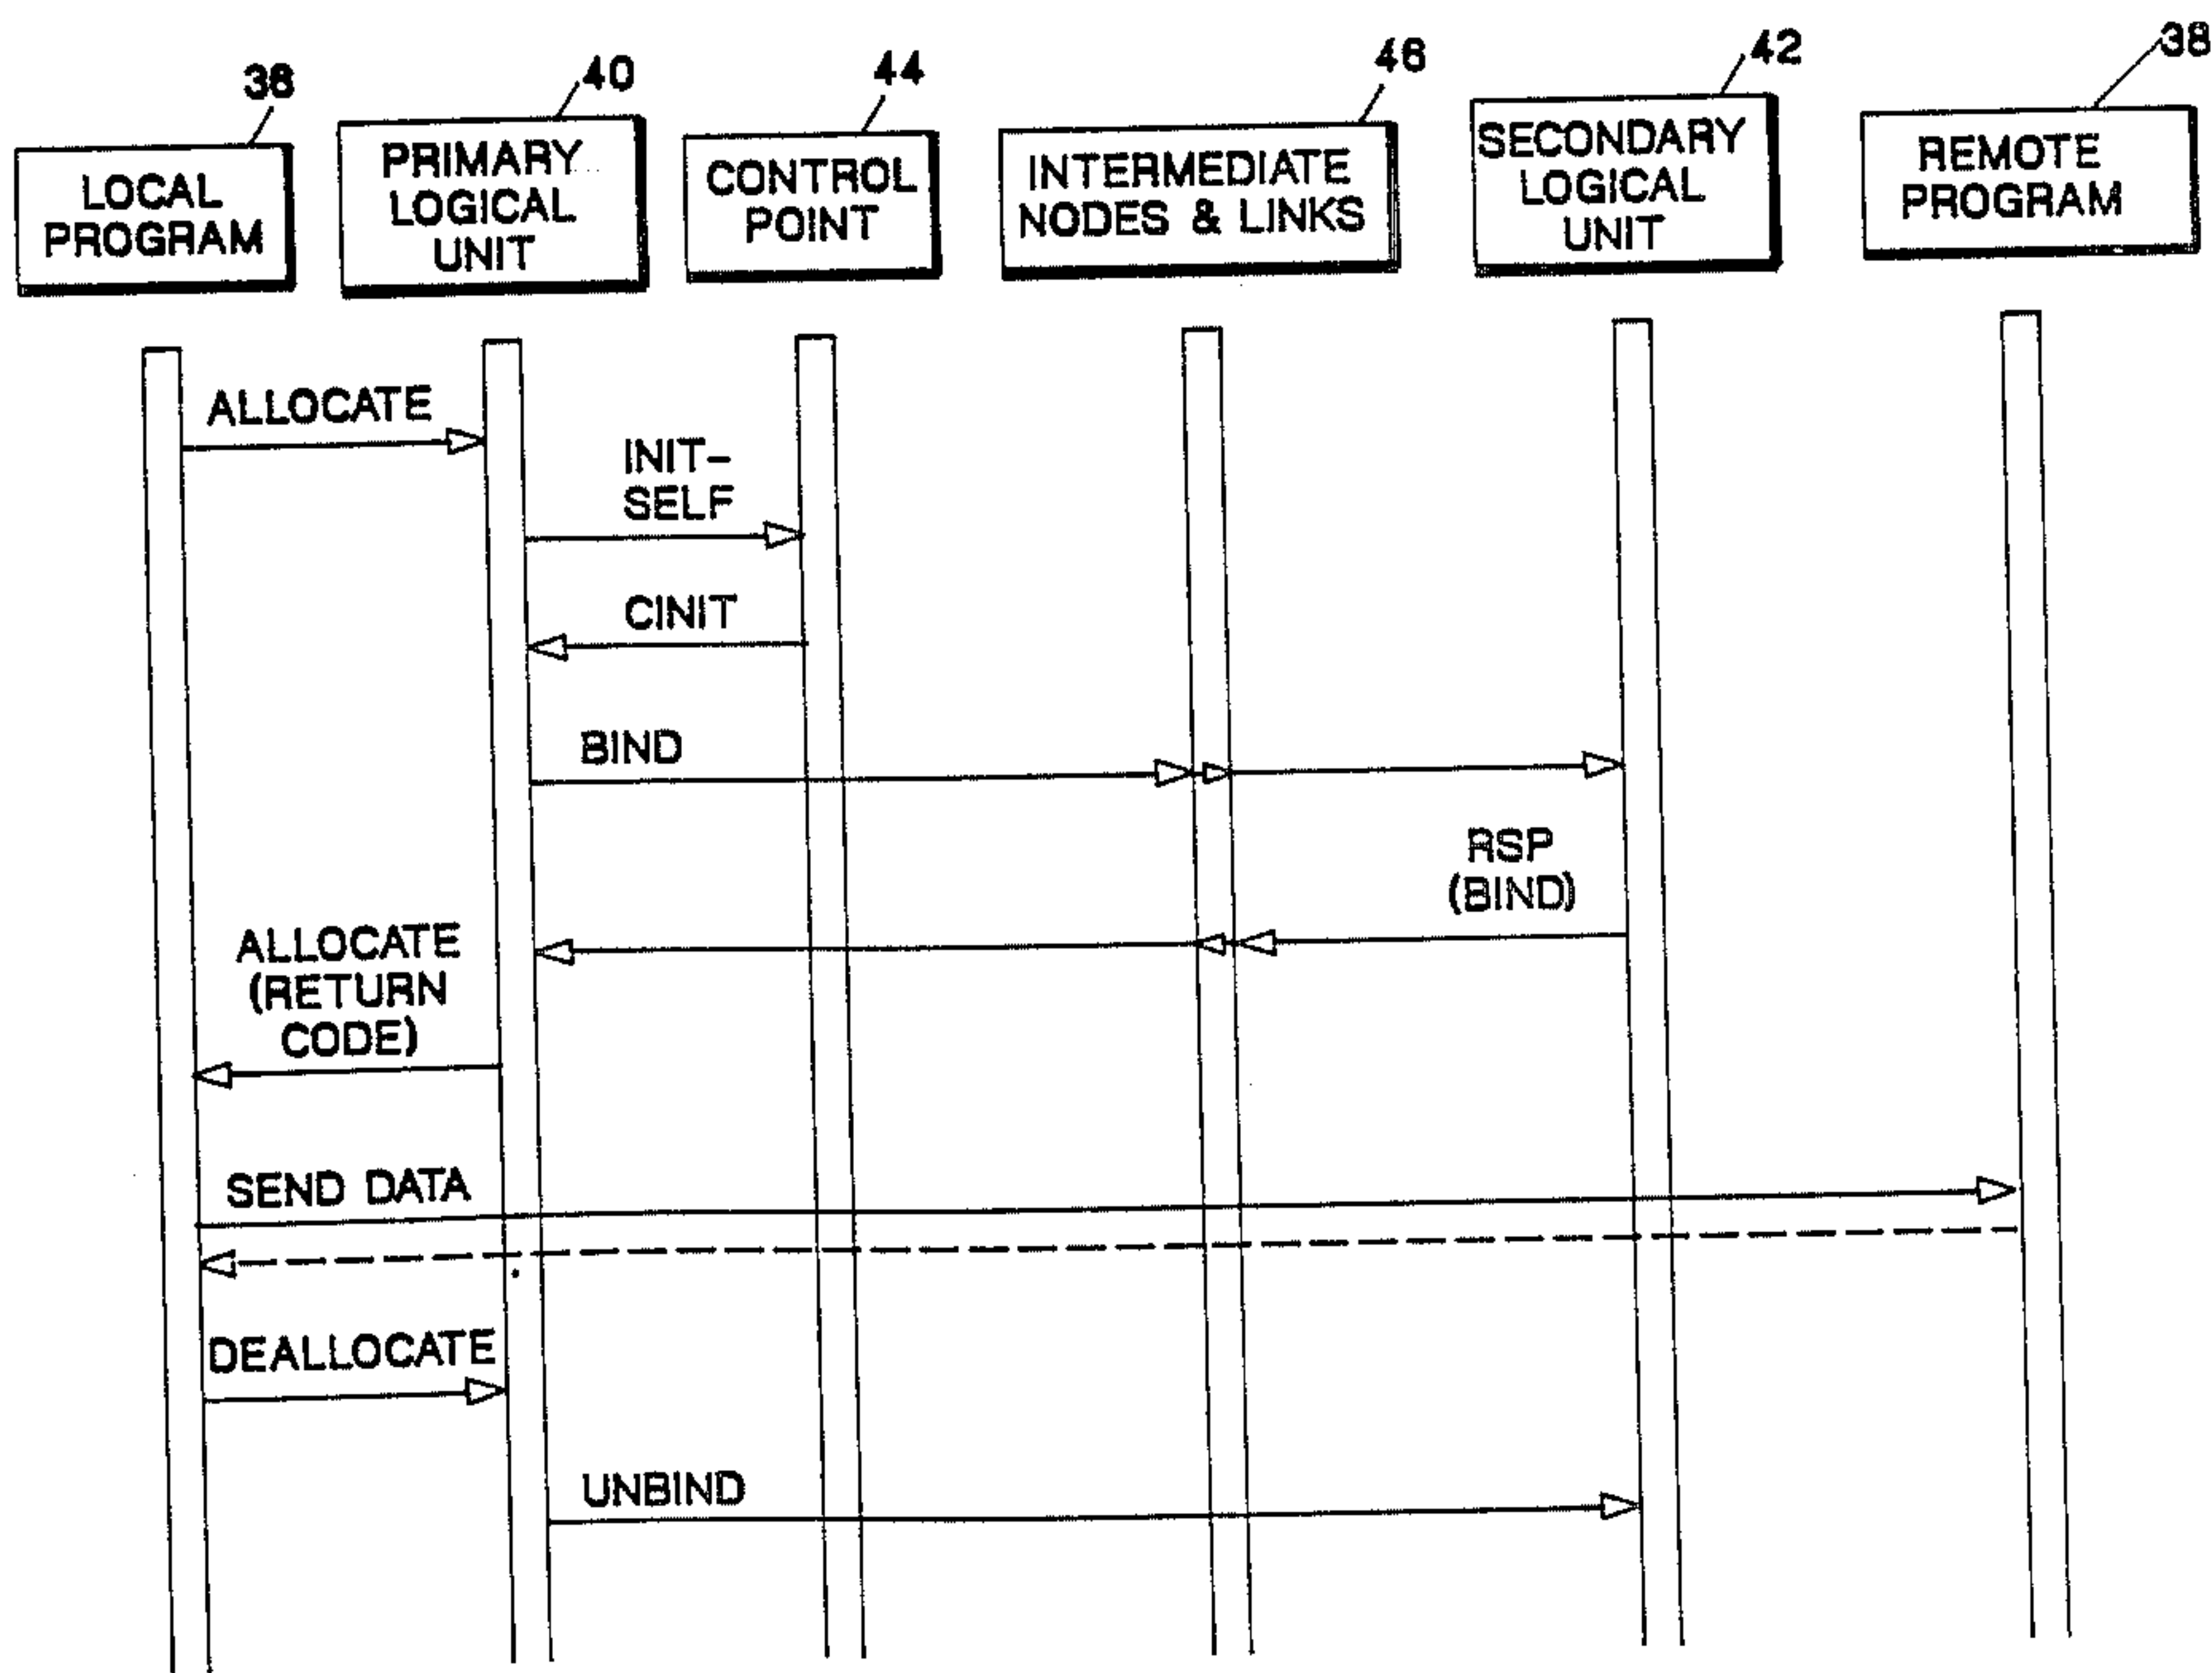 38
40
44
46
42
38
LOCAL
PROGRAM
PRIMARY
LOGICAL
UNIT
CONTROL
POINT
INTERMEDIATE
NODES & LINKS
SECONDARY
LOGICAL
UNIT
REMOTE
PROGRAM
ALLOCATE
INIT-
SELF
CINIT
BIND
RSP
(BIND)
ALLOCATE
(RETURN
CODE)
SEND DATA
DEALLOCATE
UNBIND